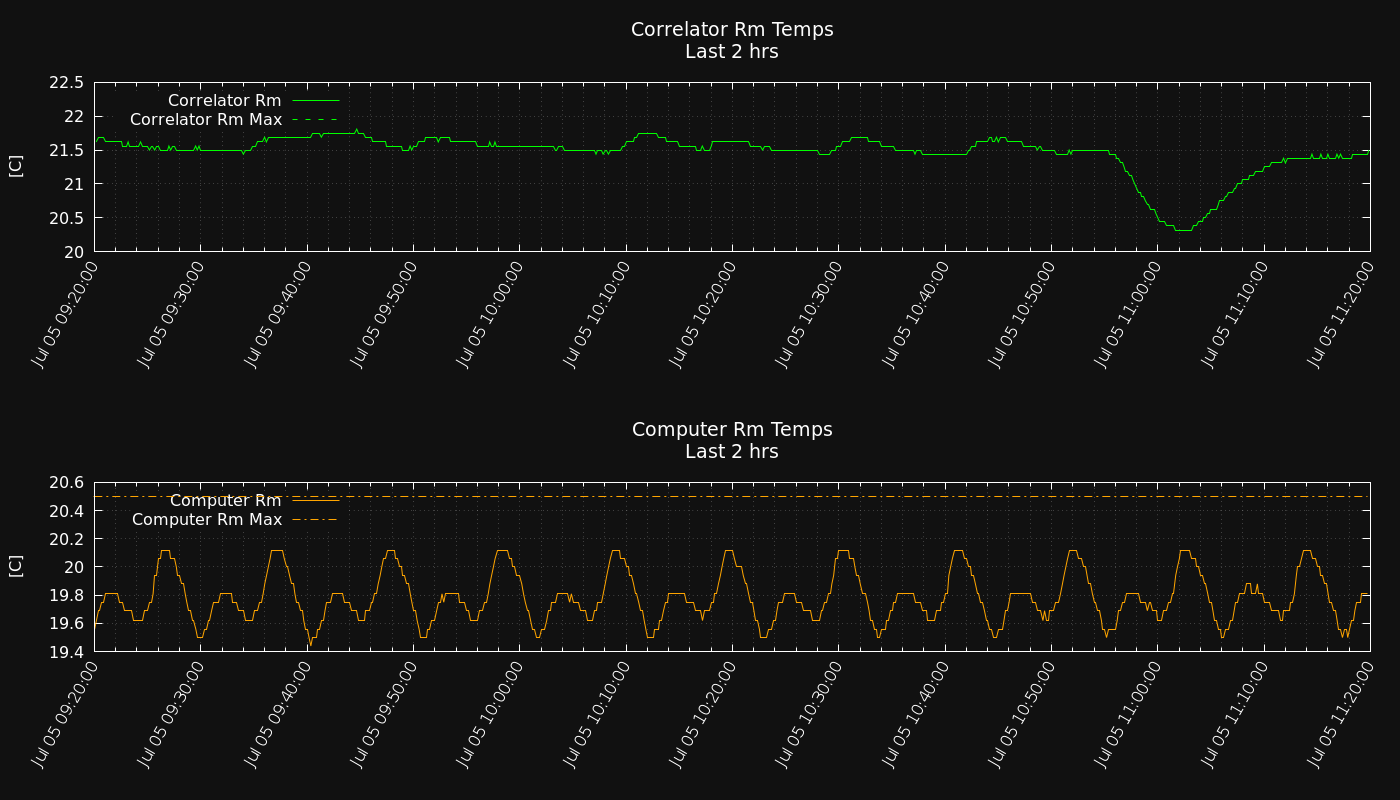 Correlator Rm Temps
Last 2 hrs
22.5
22
21.5
21
20.5
20
[C]
Correlator Rm
Correlator Rm Max
Jul 05 09:20:00
Jul 05 09:30:00
Jul 05 09:40:00
Jul 05 09:50:00
Jul 05 10:00:00
Jul 05 10:10:00
Jul 05 10:20:00
Jul 05 10:30:00
Jul 05 10:40:00
Jul 05 10:50:00
Jul 05 11:00:00
Jul 05 11:10:00
Jul 05 11:20:00
Computer Rm Temps
Last 2 hrs
20.6
20.4
20.2
20
19.8
19.6
19.4
[C]
Computer Rm
Computer Rm Max
Jul 05 09:20:00
Jul 05 09:30:00
Jul 05 09:40:00
Jul 05 09:50:00
Jul 05 10:00:00
Jul 05 10:10:00
Jul 05 10:20:00
Jul 05 10:30:00
Jul 05 10:40:00
Jul 05 10:50:00
Jul 05 11:00:00
Jul 05 11:10:00
Jul 05 11:20:00